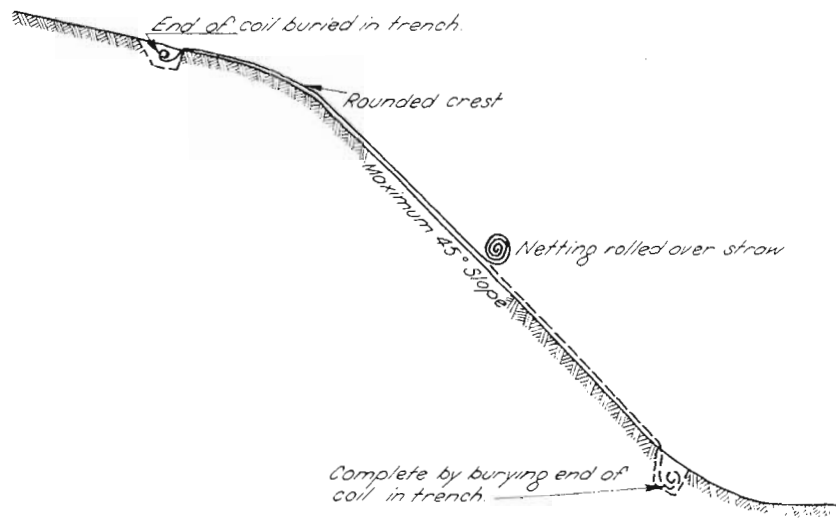 End of coil buried in trench.
Rounded crest
Maximum 45° Slope
Netting rolled over straw
Complete by burying end of
coil in trench.